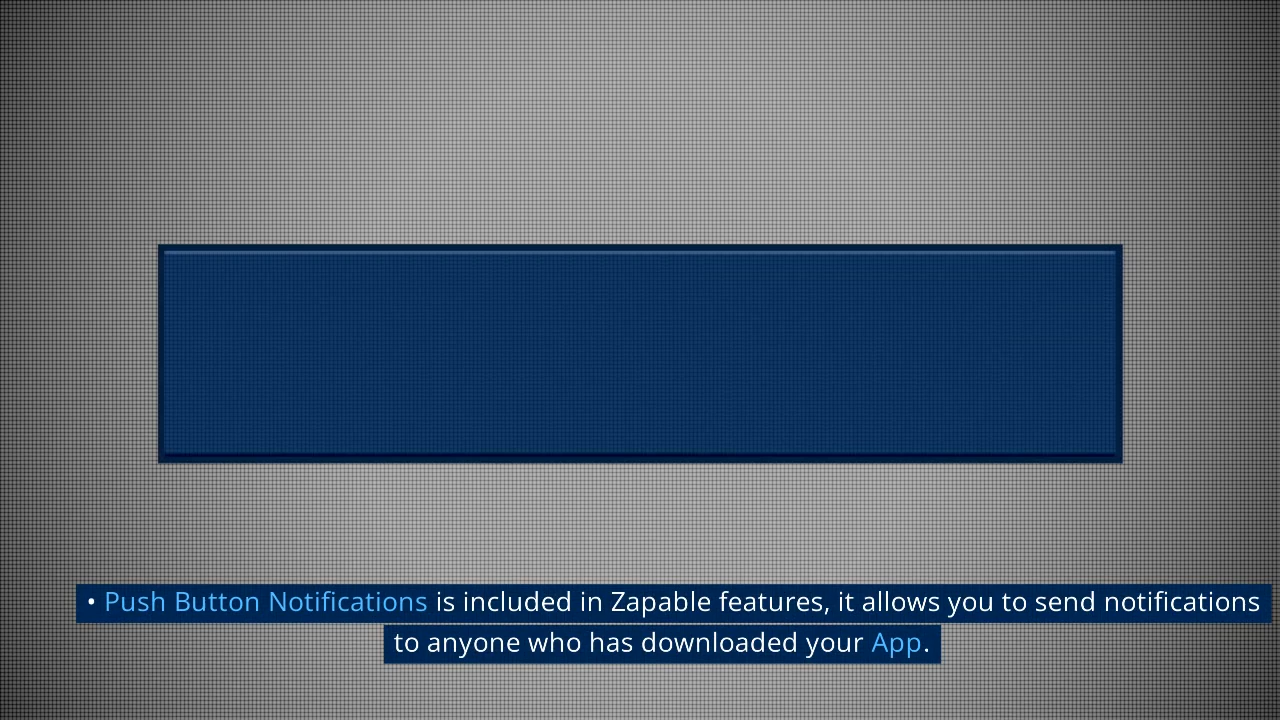 • Push Button Notifications is included in Zapable features, it allows you to send notifications
to anyone who has downloaded your App.